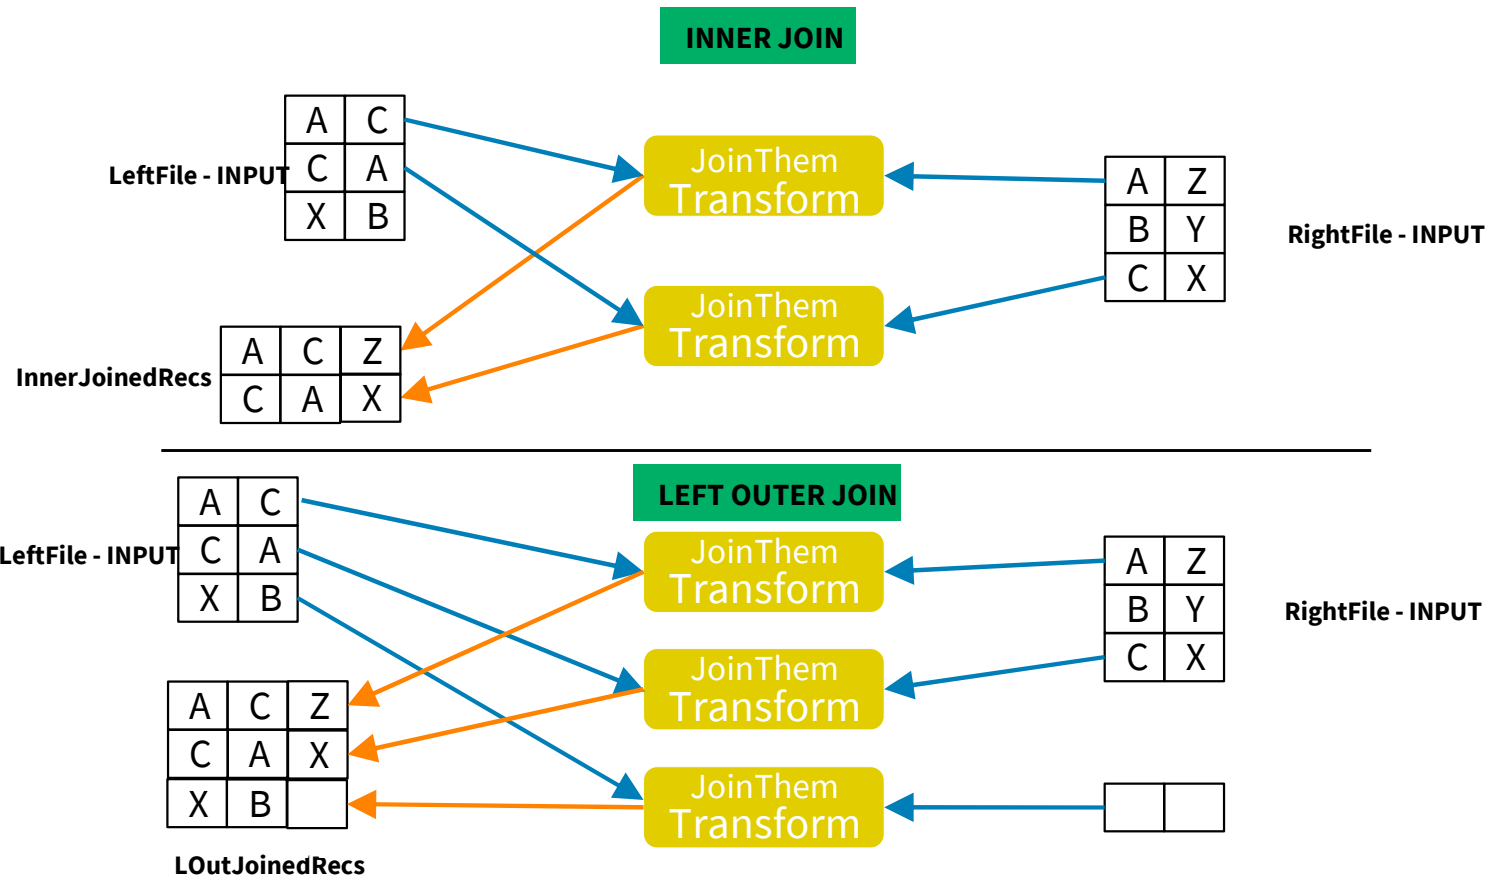 INNER JOIN
A C
C A
X B
LeftFile - INPUT
JoinThem
Transform
A Z
B Y
C X
RightFile - INPUT
JoinThem
Transform
A C Z
C A X
InnerJoinedRecs
LEFT OUTER JOIN
A C
C A
X B
LeftFile - INPUT
JoinThem
Transform
A Z
B Y
C X
RightFile - INPUT
JoinThem
Transform
A C Z
C A X
X B
JoinThem
Transform
LOutJoinedRecs